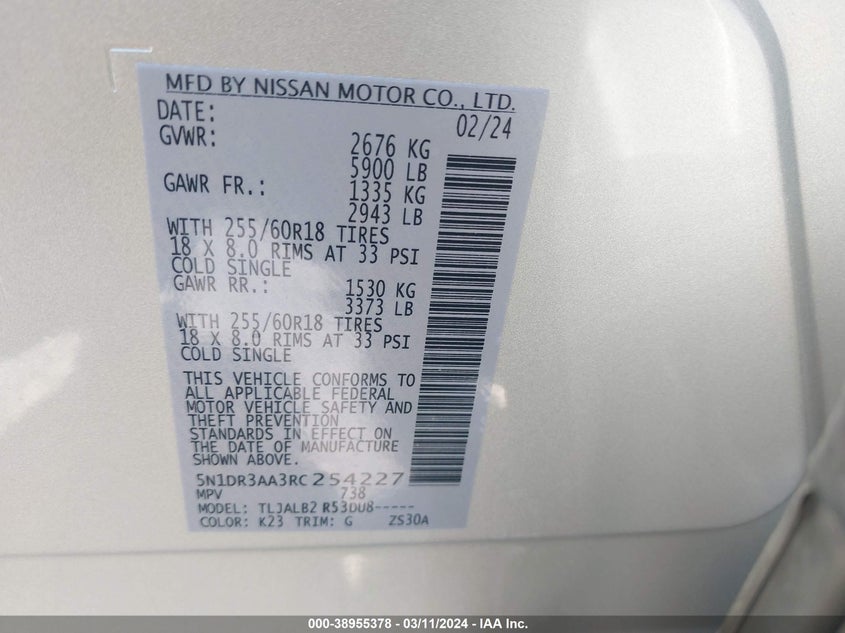 MFD BY NISSAN MOTOR CO., LTD.
DATE: 02/24
GVWR: 2676 KG
5900 LB
GAWR FR.: 1335 KG
2943 LB
WITH 255/60R18 TIRES
18 X 8.0 RIMS AT 33 PSI
COLD SINGLE
GAWR RR.: 1530 KG
3373 LB
WITH 255/60R18 TIRES
18 X 8.0 RIMS AT 33 PSI
COLD SINGLE
THIS VEHICLE CONFORMS TO
ALL APPLICABLE FEDERAL
MOTOR VEHICLE SAFETY AND
THEFT PREVENTION
STANDARDS IN EFFECT ON
THE DATE OF MANUFACTURE
SHOWN ABOVE.
5N1DR3AA3RC254227
MPV 738
MODEL: TLJALB2 R53DU8-----
COLOR: K23 TRIM: G ZS30A
000-38955378 - 03/11/2024 - IAA Inc.